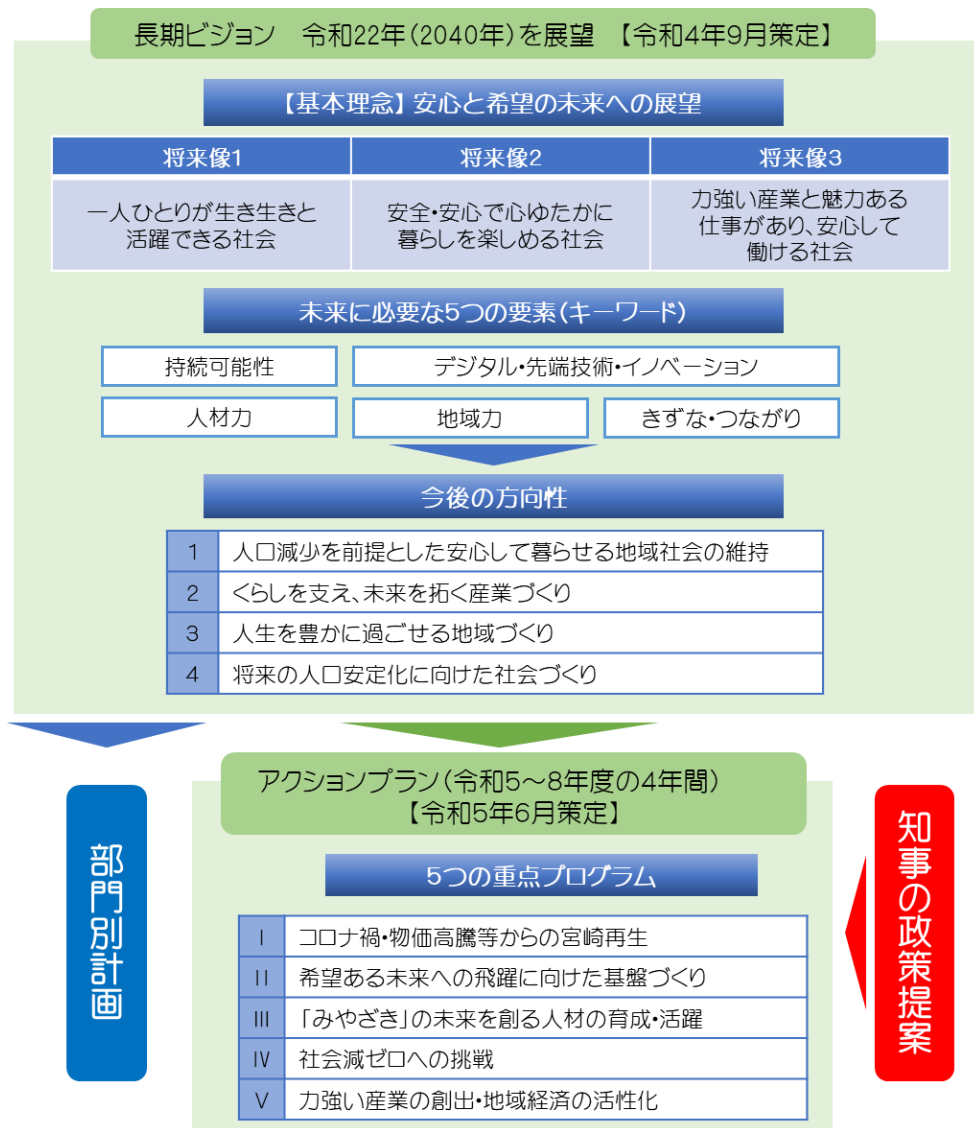 長期ビジョン　令和22年(2040年)を展望　【令和4年9月策定】
【基本理念】安心と希望の未来への展望
将来像1
将来像2
将来像3
一人ひとりが生き生きと
活躍できる社会
安全・安心で心ゆたかに
暮らしを楽しめる社会
力強い産業と魅力ある
仕事があり、安心して
働ける社会
未来に必要な5つの要素(キーワード)
持続可能性
デジタル・先端技術・イノベーション
人材力
地域力
きずな・つながり
今後の方向性
1 人口減少を前提とした安心して暮らせる地域社会の維持
2 くらしを支え、未来を拓く産業づくり
3 人生を豊かに過ごせる地域づくり
4 将来の人口安定化に向けた社会づくり
アクションプラン(令和5～8年度の4年間)
【令和5年6月策定】
部門別計画
知事の政策提案
5つの重点プログラム
I コロナ禍・物価高騰等からの宮崎再生
II 希望ある未来への飛躍に向けた基盤づくり
III 「みやざき」の未来を創る人材の育成・活躍
IV 社会減ゼロへの挑戦
V 力強い産業の創出・地域経済の活性化